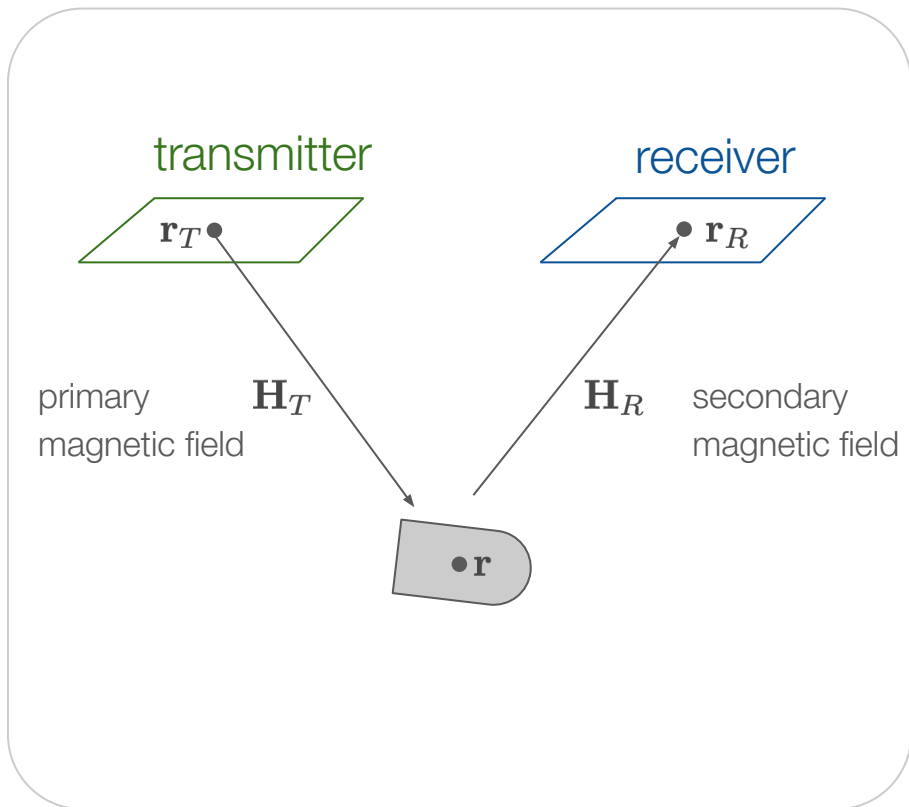 transmitter
receiver
r_T
r_R
primary
magnetic field
H_T
H_R
secondary
magnetic field
r